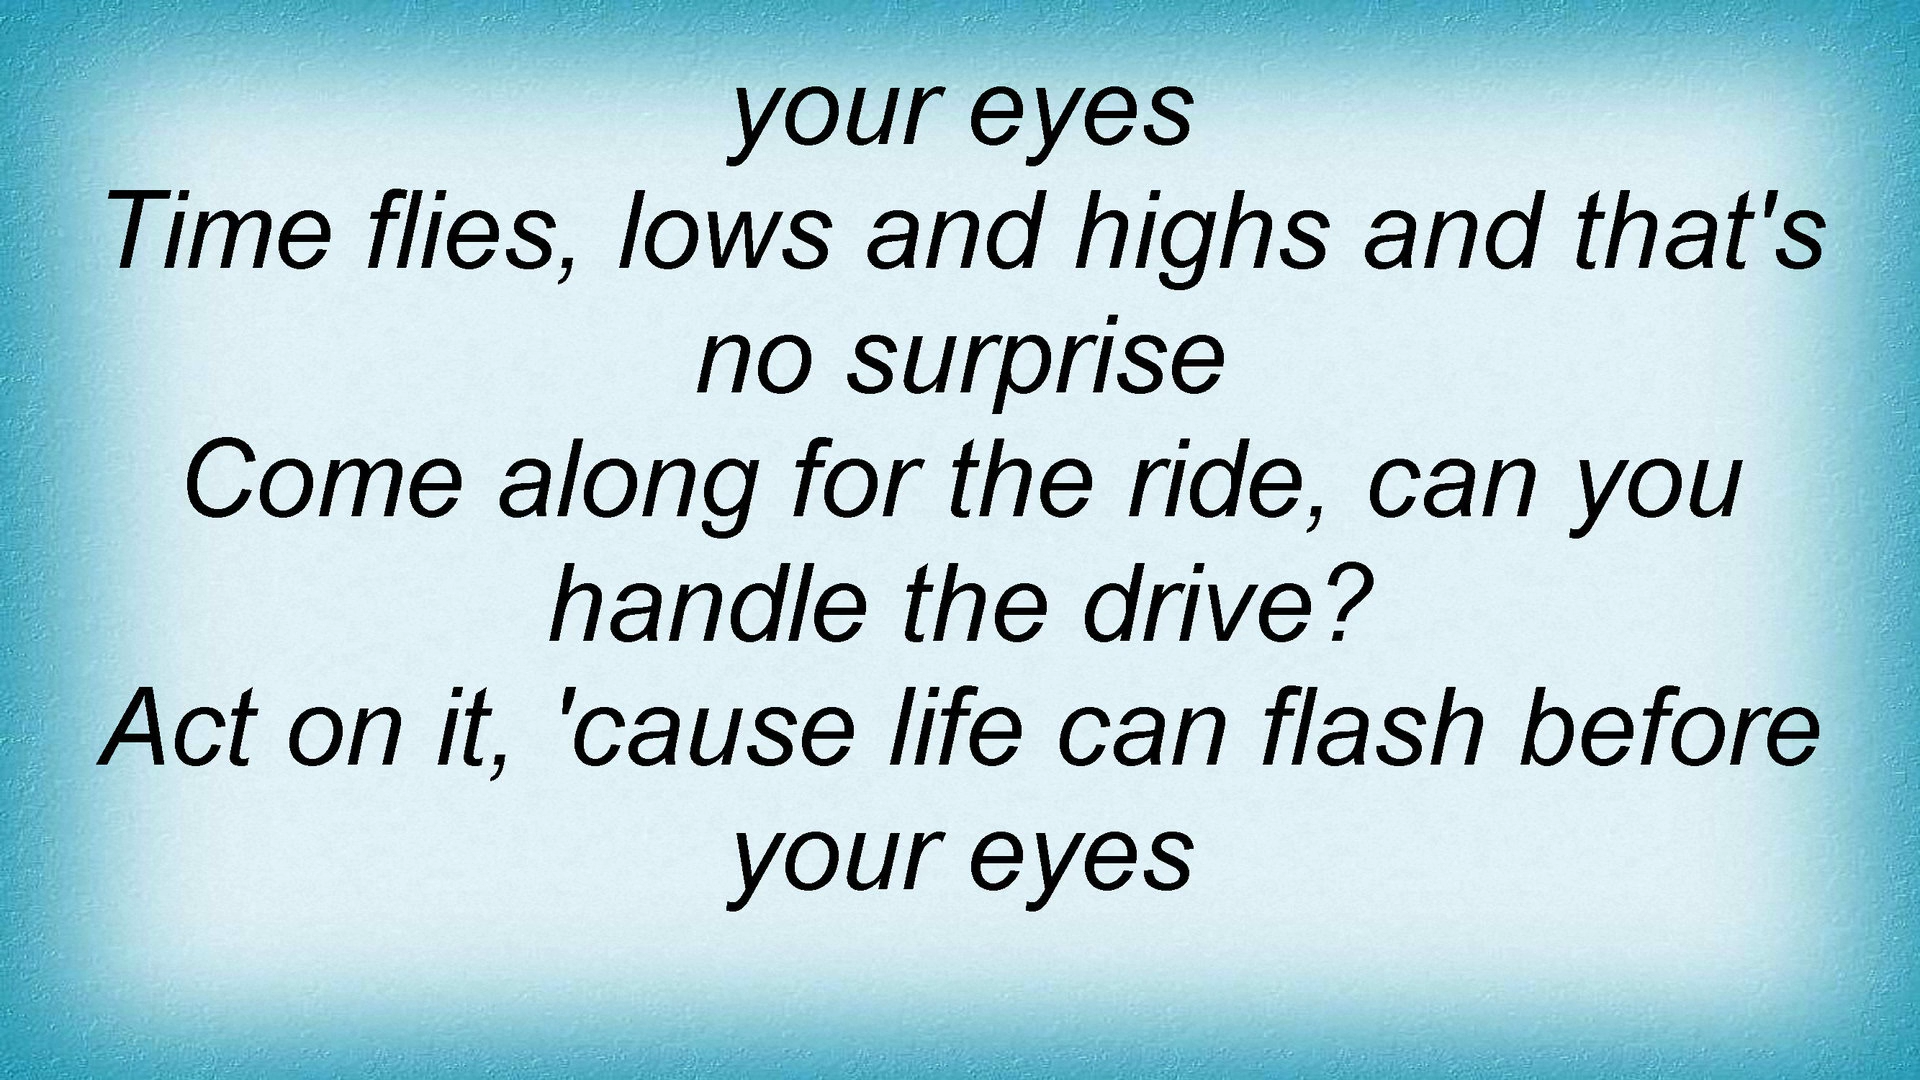 your eyes
Time flies, lows and highs and that's
no surprise
Come along for the ride, can you
handle the drive?
Act on it, 'cause life can flash before
your eyes